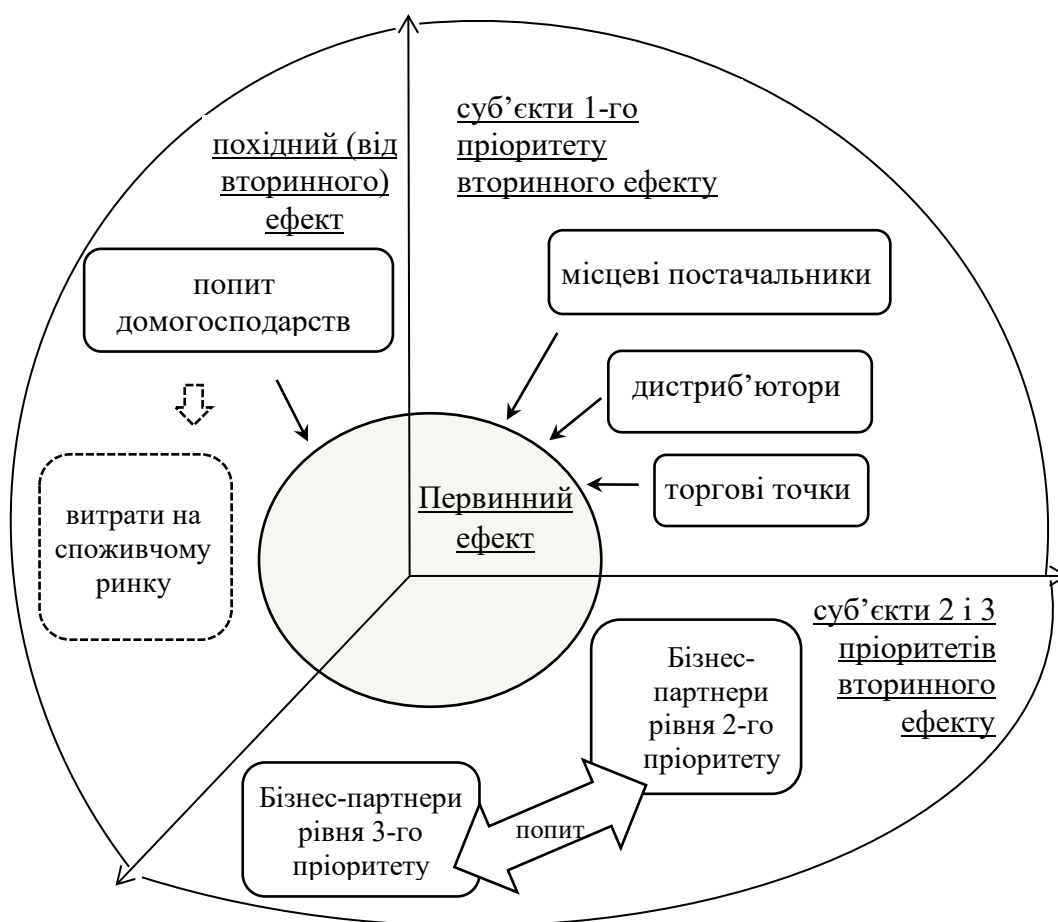 похідний (від
вторинного)
ефект
суб’єкти 1-го
пріоритету
вторинного ефекту
попит
домогосподарств
місцеві постачальники
дистриб’ютори
торгові точки
витрати на
споживчому
ринку
Первинний
ефект
суб’єкти 2 і 3
пріоритетів
вторинного
ефекту
Бізнес-
партнери
рівня 2-го
пріоритету
Бізнес-партнери
рівня 3-го
пріоритету
попит